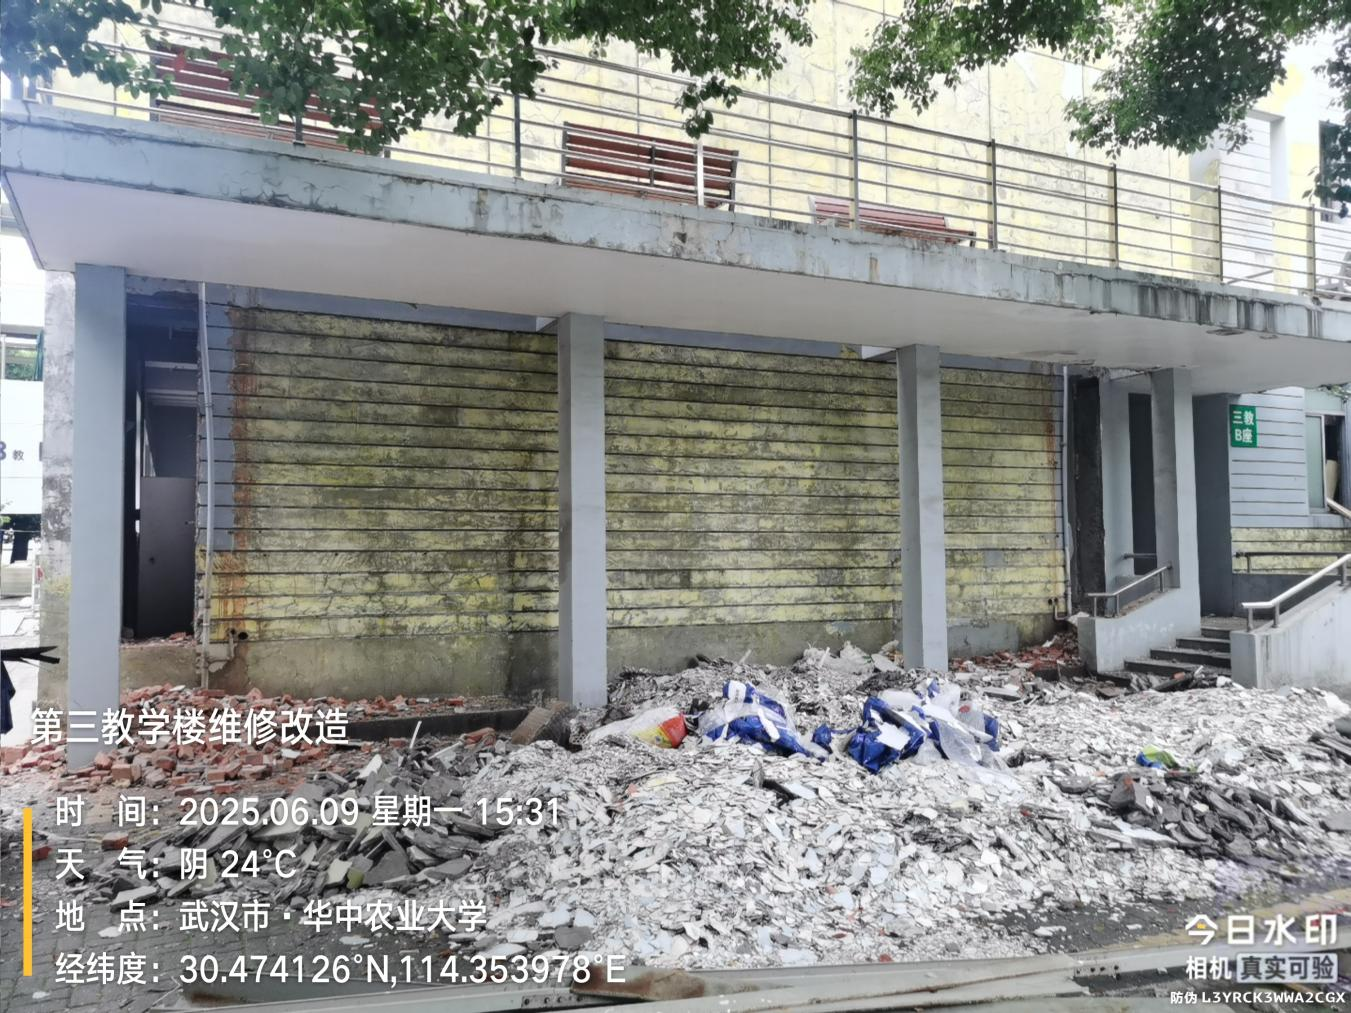 三教
B座
教
第三教学楼维修改造
时 间：2025.06.09 星期一 15:31
天 气：阴 24°C
地 点：武汉市·华中农业大学
经纬度：30.474126°N,114.353978°E
今日水印
相机 真实可验
防伪 L3YRCK3WWA2CGX